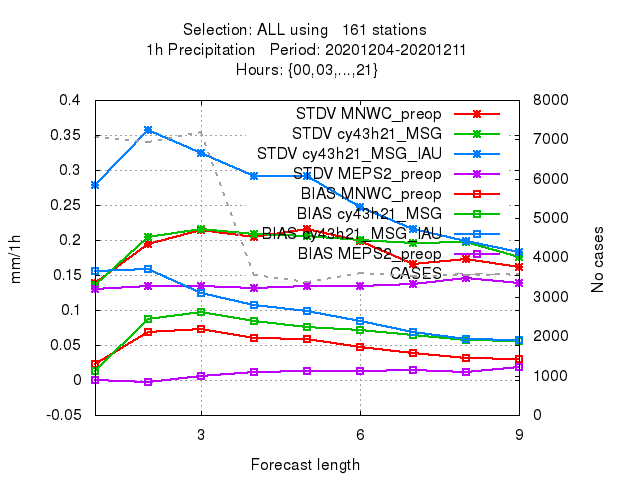 Selection: ALL using 161 stations
1h Precipitation Period: 20201204-20201211
Hours: {00,03,...,21}
0.4
0.35
0.3
0.25
0.2
0.15
0.1
0.05
0
-0.05
8000
7000
6000
5000
4000
3000
2000
1000
0
STDV MNWC_preop
STDV cy43h21_MSG
STDV cy43h21_MSG_IAU
STDV MEPS2_preop
BIAS MNWC_preop
BIAS cy43h21_MSG
BIAS cy43h21_MSG_IAU
BIAS MEPS2_preop
CASES
mm/1h
No cases
3 6 9
Forecast length